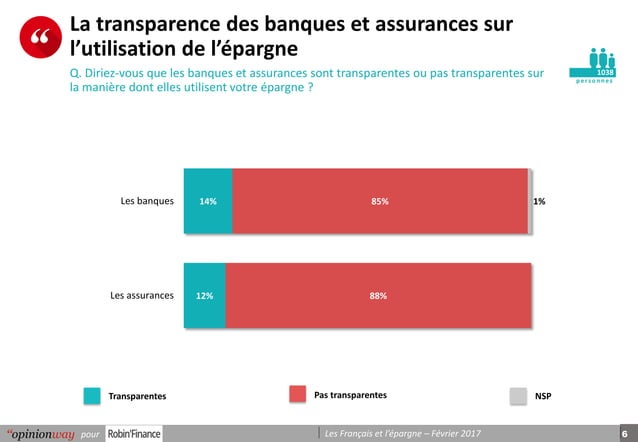 La transparence des banques et assurances sur
l’utilisation de l’épargne
Q. Diriez-vous que les banques et assurances sont transparentes ou pas transparentes sur
la manière dont elles utilisent votre épargne ?
1038
personnes
Les banques
14%
85%
1%
Les assurances
12%
88%
Transparentes
Pas transparentes
NSP
“opinionway pour Robin'Finance
Les Français et l’épargne – Février 2017
6